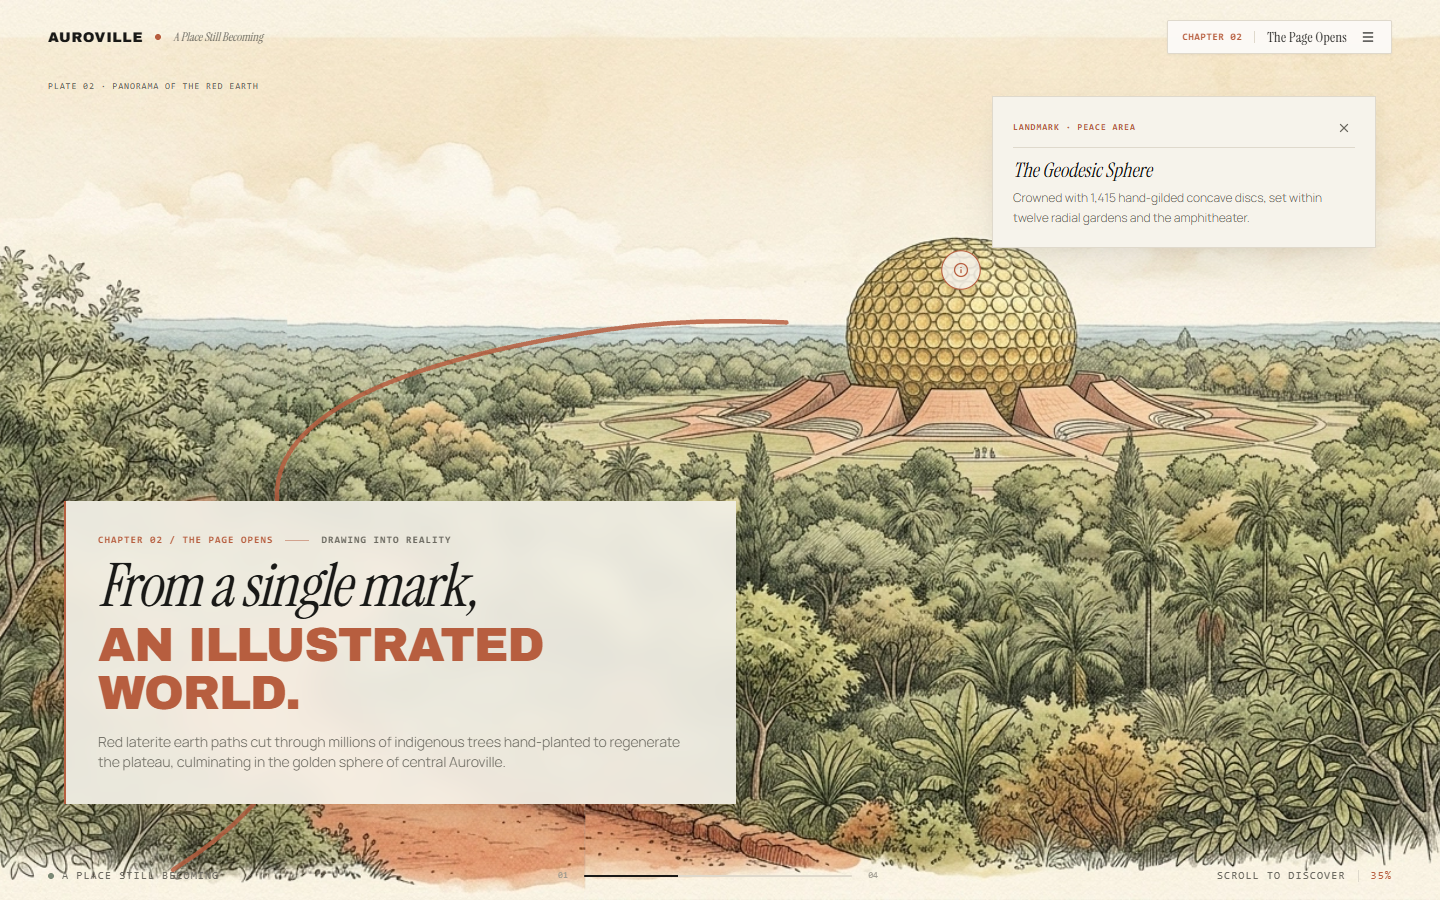 AUROVILLE • A Place Still Becoming
CHAPTER 02 | The Page Opens
PLATE 02 · PANORAMA OF THE RED EARTH
LANDMARK · PEACE AREA
The Geodesic Sphere
Crowned with 1,415 hand-gilded concave discs, set within
twelve radial gardens and the amphitheater.
CHAPTER 02 / THE PAGE OPENS — DRAWING INTO REALITY
From a single mark,
AN ILLUSTRATED
WORLD.
Red laterite earth paths cut through millions of indigenous trees hand-planted to regenerate
the plateau, culminating in the golden sphere of central Auroville.
A PLACE STILL BECOMING
01
04
SCROLL TO DISCOVER | 35%